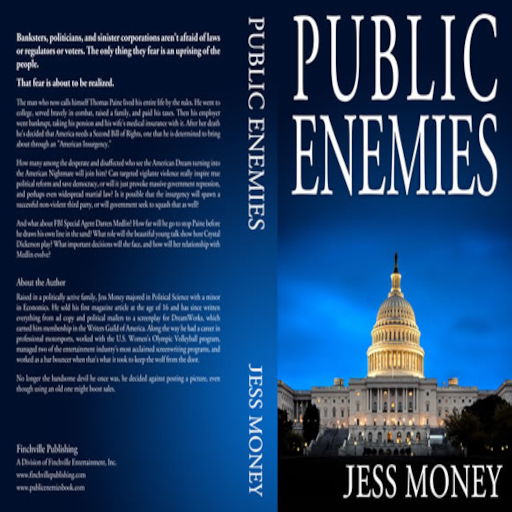 Banksters, politicians, and sinister corporations aren't afraid of laws
or regulators or voters. The only thing they fear is an uprising of the
people.
That fear is about to be realized.
The man who now calls himself Thomas Paine lived his entire life by the rules. He went to
college, served bravely in combat, raised a family, and paid his taxes. Then his employer
went bankrupt, taking his pension and his wife's medical insurance with it. After her death
he's decided that America needs a Second Bill of Rights, one that he is determined to bring
about through an "American Insurgency."
How many among the desperate and disaffected who see the American Dream turning into
the American Nightmare will join him? Can targeted vigilante violence really inspire true
political reform and save democracy, or will it just provoke massive government repression,
and perhaps even widespread martial law? Is it possible that the insurgency will spawn a
successful non-violent third party, or will government seek to squash that as well?
And what about FBI Special Agent Darren Medlin? How far will he go to stop Paine before
he draws his own line in the sand? What role will the beautiful young talk show host Crystal
Dickerson play? What important decisions will she face, and how will her relationship with
Medlin evolve?
About the Author
Raised in a politically active family, Jess Money majored in Political Science with a minor
in Economics. He sold his first magazine article at the age of 16 and has since written
everything from ad copy and political mailers to a screenplay for DreamWorks, which
earned him membership in the Writers Guild of America. Along the way he had a career in
professional motorsports, worked with the U.S. Women's Olympic Volleyball program,
managed two of the entertainment industry's most acclaimed screenwriting programs, and
worked as a bar bouncer when that's what it took to keep the wolf from the door.
No longer the handsome devil he once was, he decided against posting a picture, even
though using an old one might boost sales.
Finchville Publishing
A Division of Finchville Entertainment, Inc.
www.finchvillepublishing.com
www.publicenemiesbook.com
PUBLIC ENEMIES
JESS MONEY
PUBLIC
ENEMIES
JESS MONEY